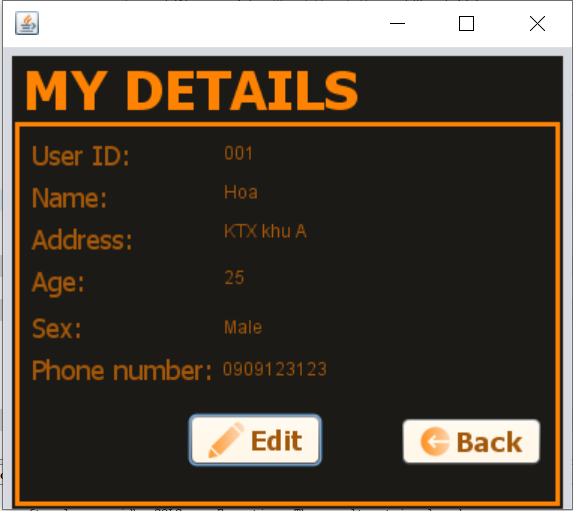 MY DETAILS
User ID: 001
Name: Hoa
Address: KTX khu A
Age: 25
Sex: Male
Phone number: 0909123123
Edit
Back